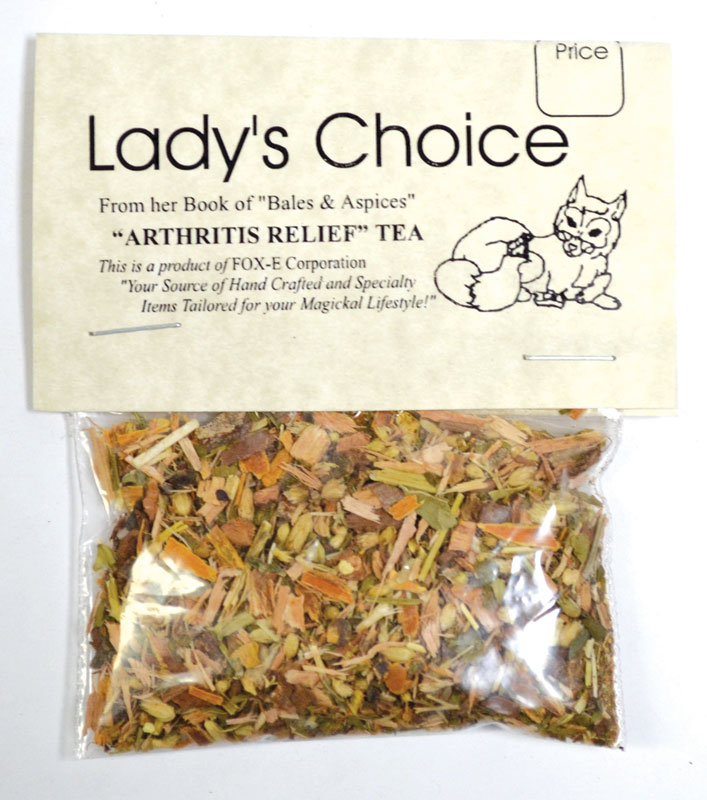 Price
Lady's Choice
From her Book of "Bales & Aspices"
“ARTHRITIS RELIEF” TEA
This is a product of FOX-E Corporation
"Your Source of Hand Crafted and Specialty
Items Tailored for your Magickal Lifestyle!"